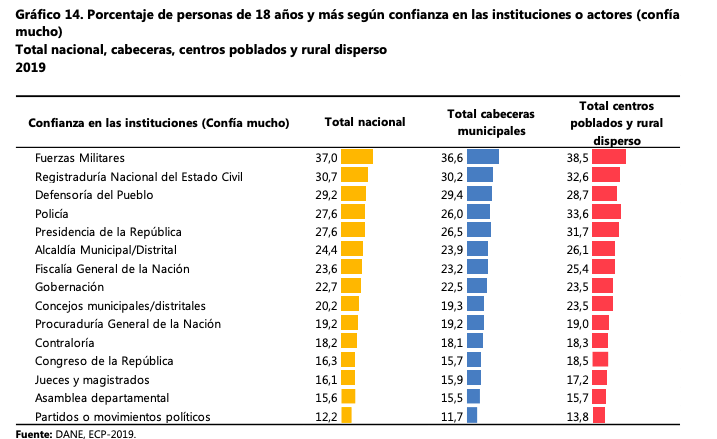 Gráfico 14. Porcentaje de personas de 18 años y más según confianza en las instituciones o actores (confía
mucho)
Total nacional, cabeceras, centros poblados y rural disperso
2019
Confianza en las instituciones (Confía mucho) Total nacional Total cabeceras municipales Total centros poblados y rural disperso
Fuerzas Militares 37,0 36,6 38,5
Registraduría Nacional del Estado Civil 30,7 30,2 32,6
Defensoría del Pueblo 29,2 29,4 28,7
Policía 27,6 26,0 33,6
Presidencia de la República 27,6 26,5 31,7
Alcaldía Municipal/Distrital 24,4 23,9 26,1
Fiscalía General de la Nación 23,6 23,2 25,4
Gobernación 22,7 22,5 23,5
Concejos municipales/distritales 20,2 19,3 23,5
Procuraduría General de la Nación 19,2 19,2 19,0
Contraloría 18,2 18,1 18,3
Congreso de la República 16,3 15,7 18,5
Jueces y magistrados 16,1 15,9 17,2
Asamblea departamental 15,6 15,5 15,7
Partidos o movimientos políticos 12,2 11,7 13,8
Fuente: DANE, ECP-2019.